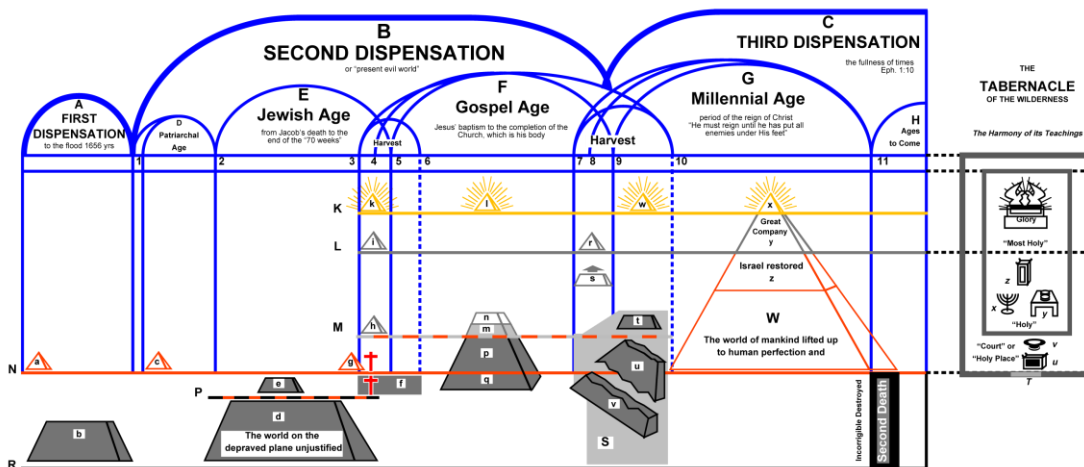 A
FIRST
DISPENSATION
to the flood 1656 yrs
B
SECOND DISPENSATION
or “present evil world”
C
THIRD DISPENSATION
the fullness of times
Eph. 1:10
D
Patriarchal
Age
E
Jewish Age
from Jacob's death to the
end of the “70 weeks”
Harvest
F
Gospel Age
Jesus' baptism to the completion of the
Church, which is his body
Harvest
G
Millennial Age
period of the reign of Christ
“He must reign until he has put all
enemies under His feet”
H
Ages
to Come
1 2 3 4 5 6 7 8 9 10 11
K
k l w x
Great
Company
y
L
i r
s
Israel restored
z
M
h n t
m
W
The world of mankind lifted up
to human perfection and
p u
N
a c g q
e f v
P
d
The world on the
depraved plane unjustified
b
S
R
Incorrigible Destroyed
Second Death
THE
TABERNACLE
OF THE WILDERNESS
The Harmony of its Teachings
Glory
“Most Holy”
z
x y
“Holy”
“Court” or v
“Holy Place” u
T